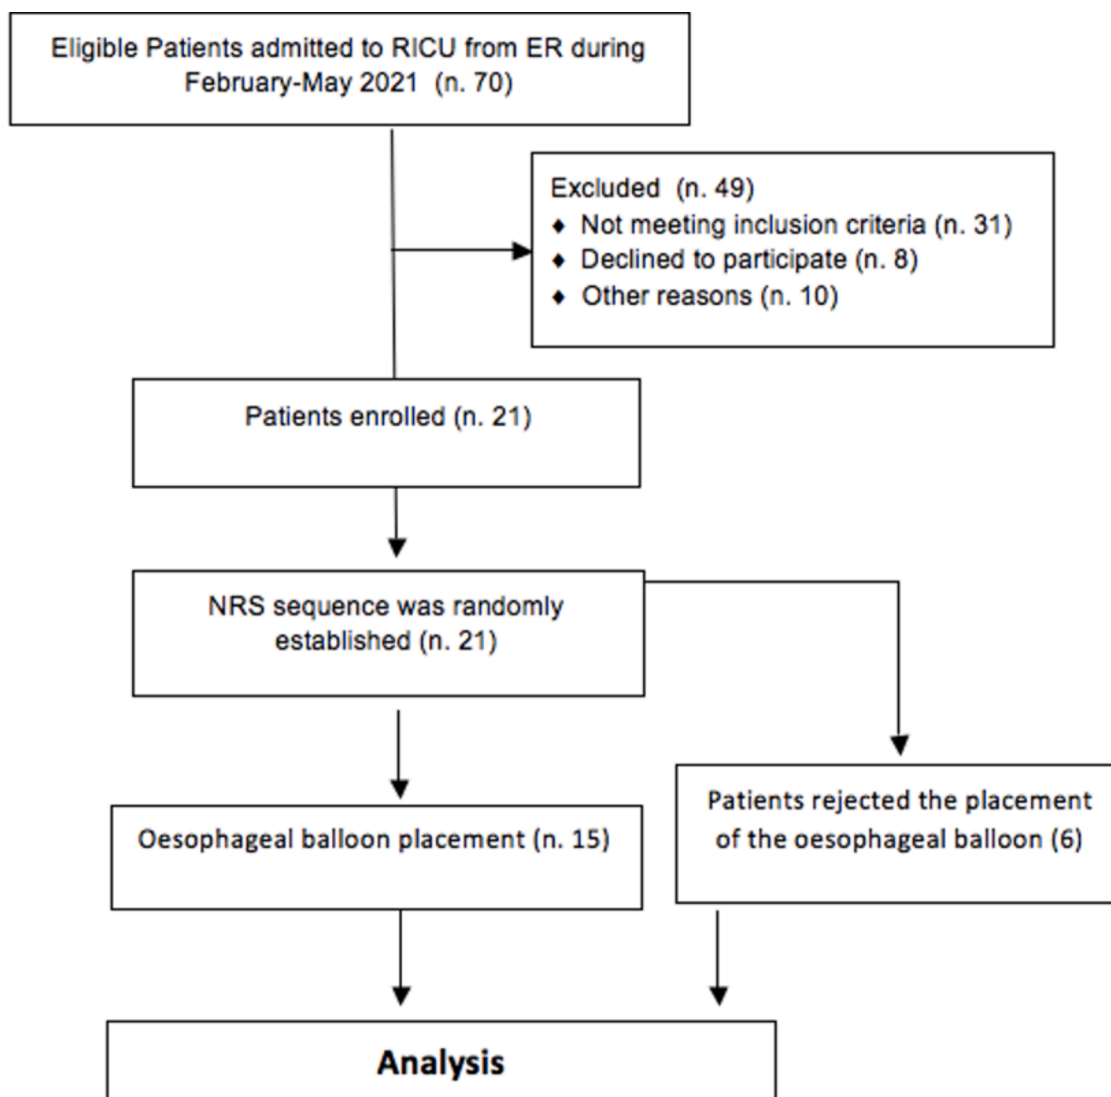 Eligible Patients admitted to RICU from ER during
February-May 2021 (n. 70)
Excluded (n. 49)
♦ Not meeting inclusion criteria (n. 31)
♦ Declined to participate (n. 8)
♦ Other reasons (n. 10)
Patients enrolled (n. 21)
NRS sequence was randomly
established (n. 21)
Oesophageal balloon placement (n. 15)
Patients rejected the placement
of the oesophageal balloon (6)
Analysis